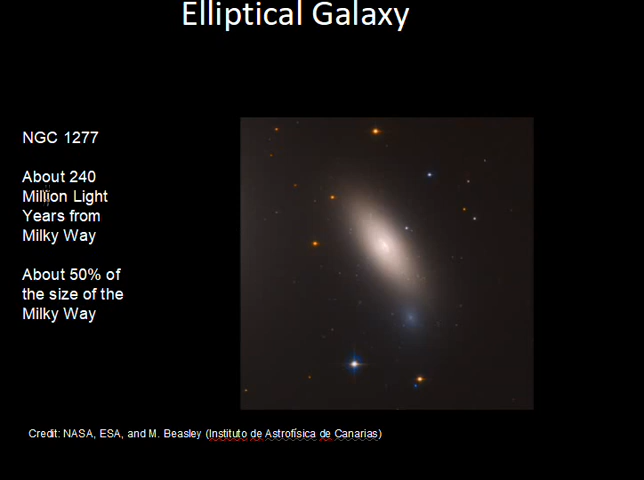 Elliptical Galaxy
NGC 1277
About 240
Million Light
Years from
Milky Way
About 50% of
the size of the
Milky Way
Credit: NASA, ESA, and M. Beasley (Instituto de Astrofísica de Canarias)